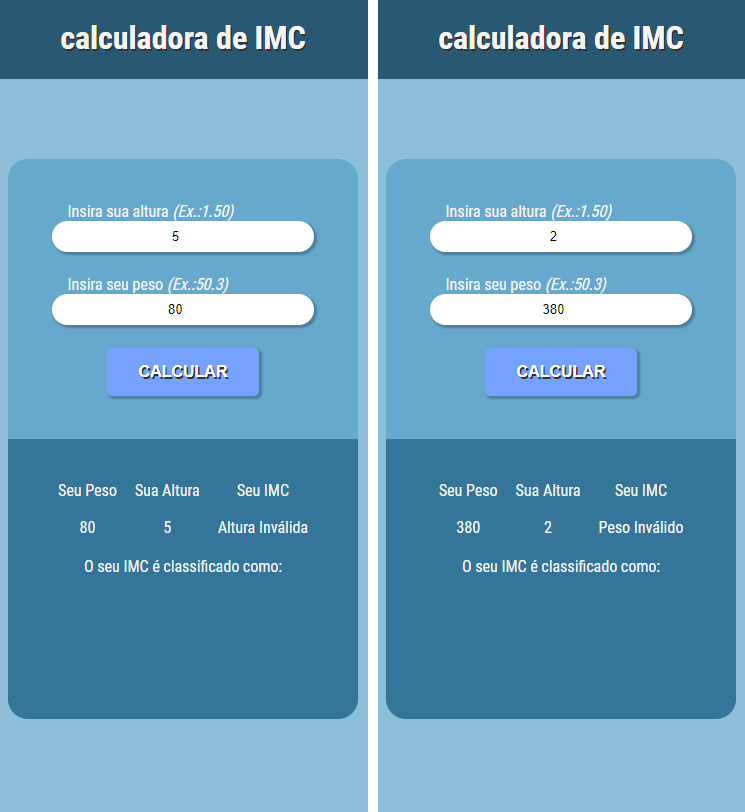 calculadora de IMC
Insira sua altura (Ex.:1.50)
5
Insira seu peso (Ex.:50.3)
80
CALCULAR
Seu Peso Sua Altura Seu IMC
80 5 Altura Inválida
O seu IMC é classificado como:
calculadora de IMC
Insira sua altura (Ex.:1.50)
2
Insira seu peso (Ex.:50.3)
380
CALCULAR
Seu Peso Sua Altura Seu IMC
380 2 Peso Inválido
O seu IMC é classificado como: